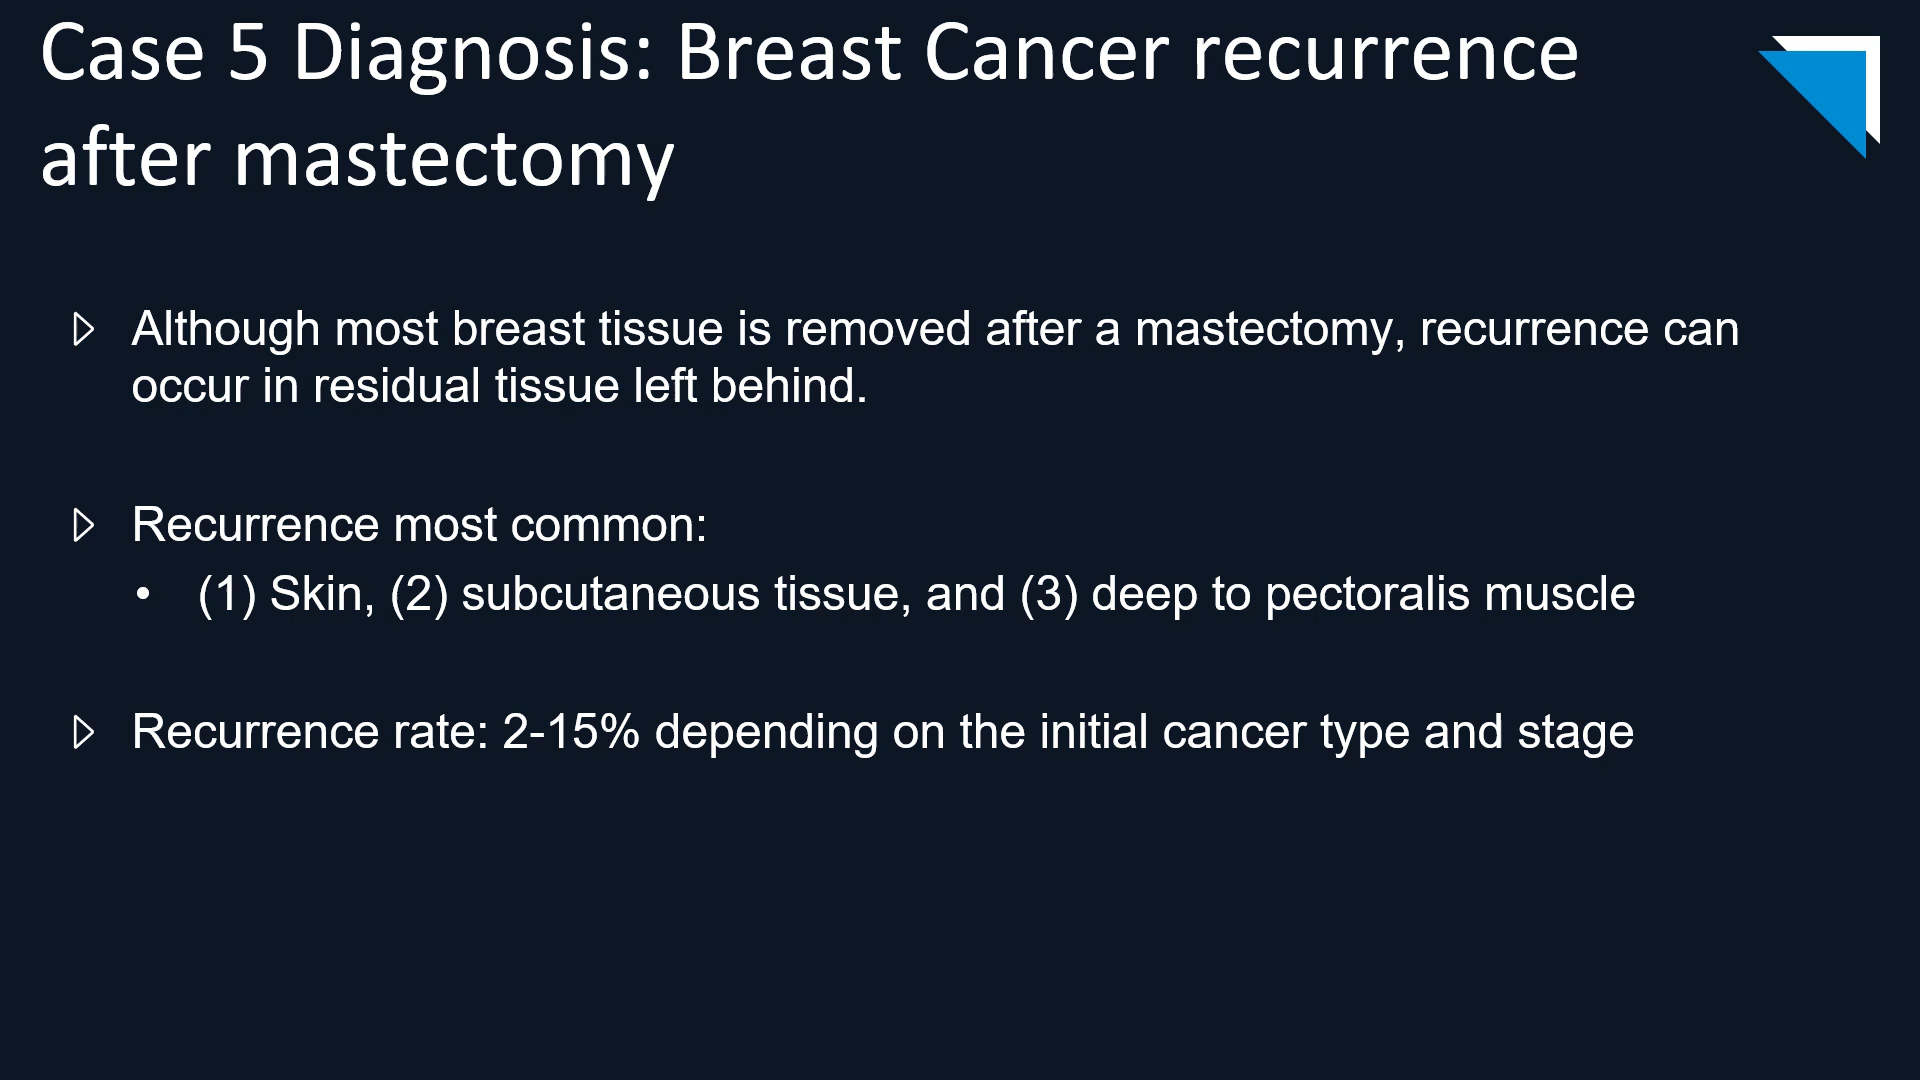 Case 5 Diagnosis: Breast Cancer recurrence
after mastectomy
Although most breast tissue is removed after a mastectomy, recurrence can
occur in residual tissue left behind.
Recurrence most common:
• (1) Skin, (2) subcutaneous tissue, and (3) deep to pectoralis muscle
Recurrence rate: 2-15% depending on the initial cancer type and stage